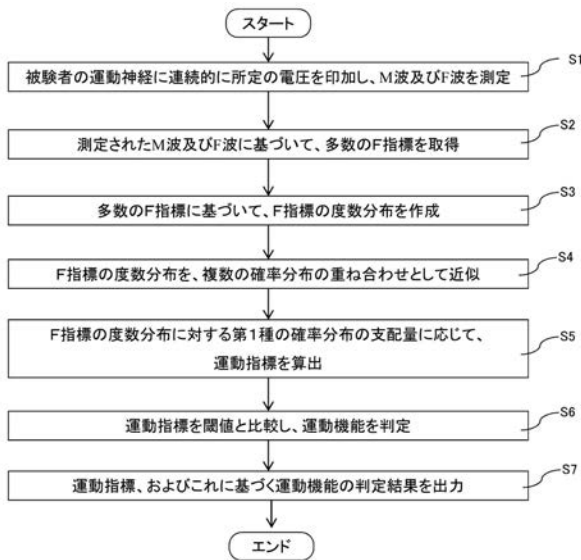 スタート
S1
被験者の運動神経に連続的に所定の電圧を印加し、M波及びF波を測定
S2
測定されたM波及びF波に基づいて、多数のF指標を取得
S3
多数のF指標に基づいて、F指標の度数分布を作成
S4
F指標の度数分布を、複数の確率分布の重ね合わせとして近似
S5
F指標の度数分布に対する第1種の確率分布の支配量に応じて、
運動指標を算出
S6
運動指標を閾値と比較し、運動機能を判定
S7
運動指標、およびこれに基づく運動機能の判定結果を出力
エンド